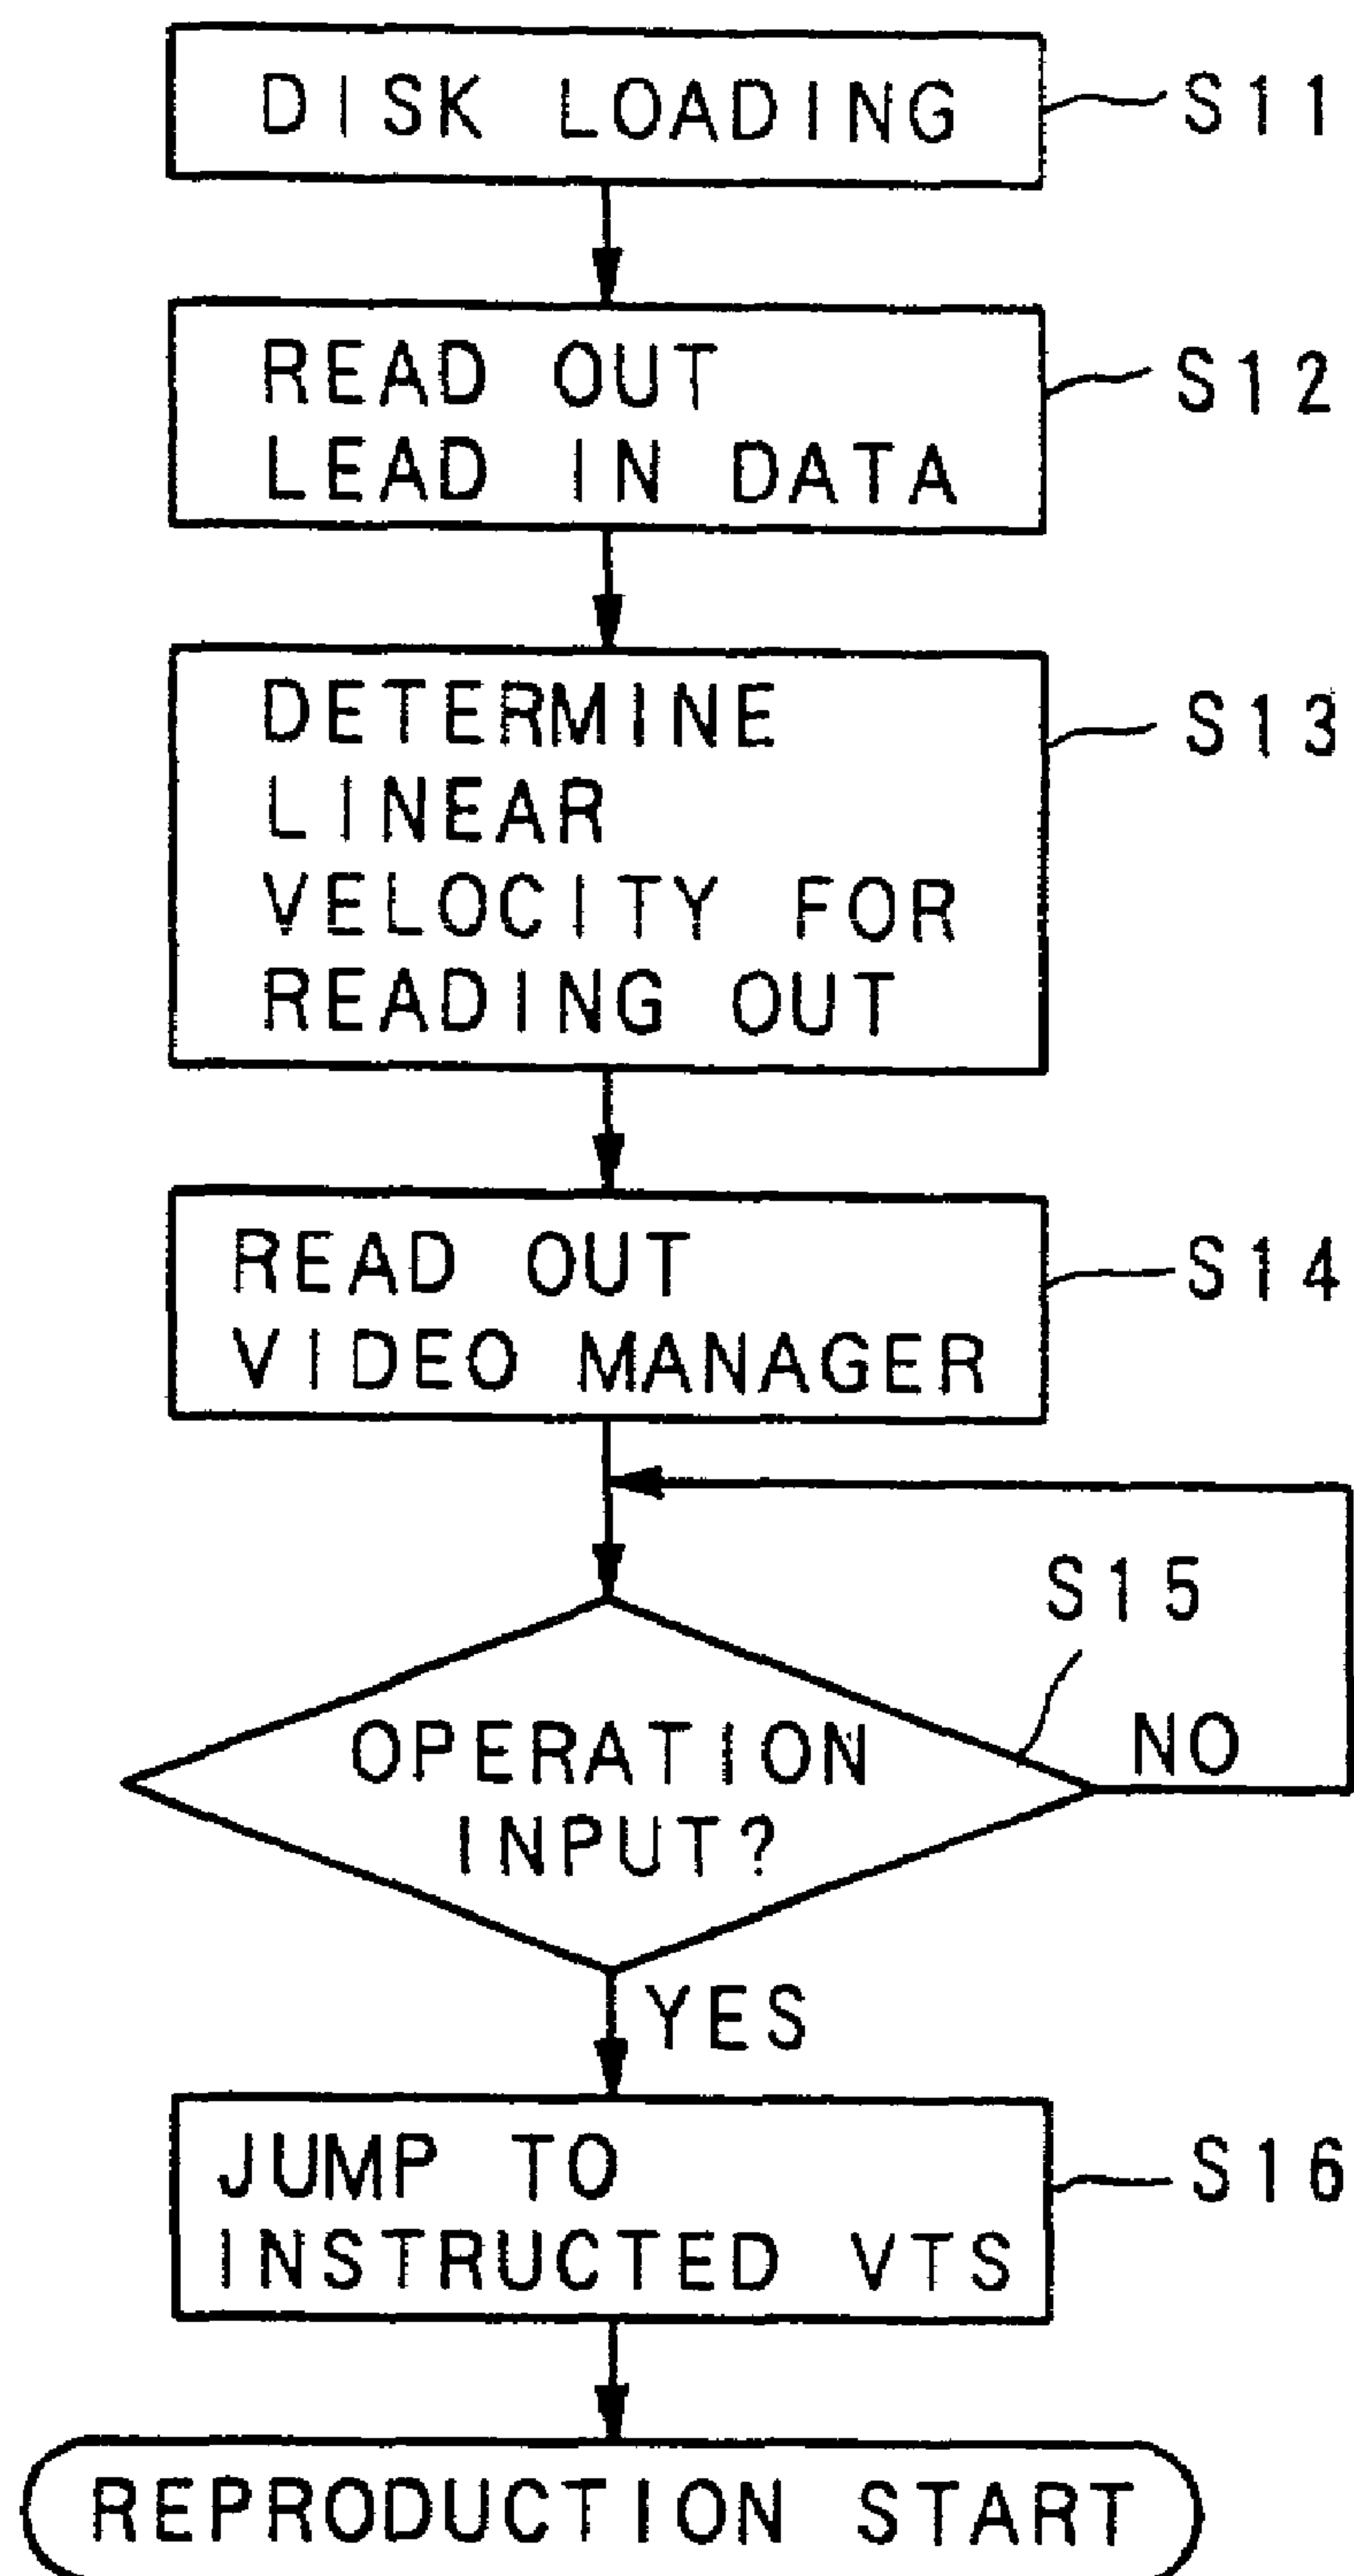 DISK LOADING
S11
READ OUT
LEAD IN DATA
S12
DETERMINE
LINEAR
VELOCITY FOR
READING OUT
S13
READ OUT
VIDEO MANAGER
S14
S15
OPERATION
INPUT?
NO
YES
JUMP TO
INSTRUCTED VTS
S16
REPRODUCTION START